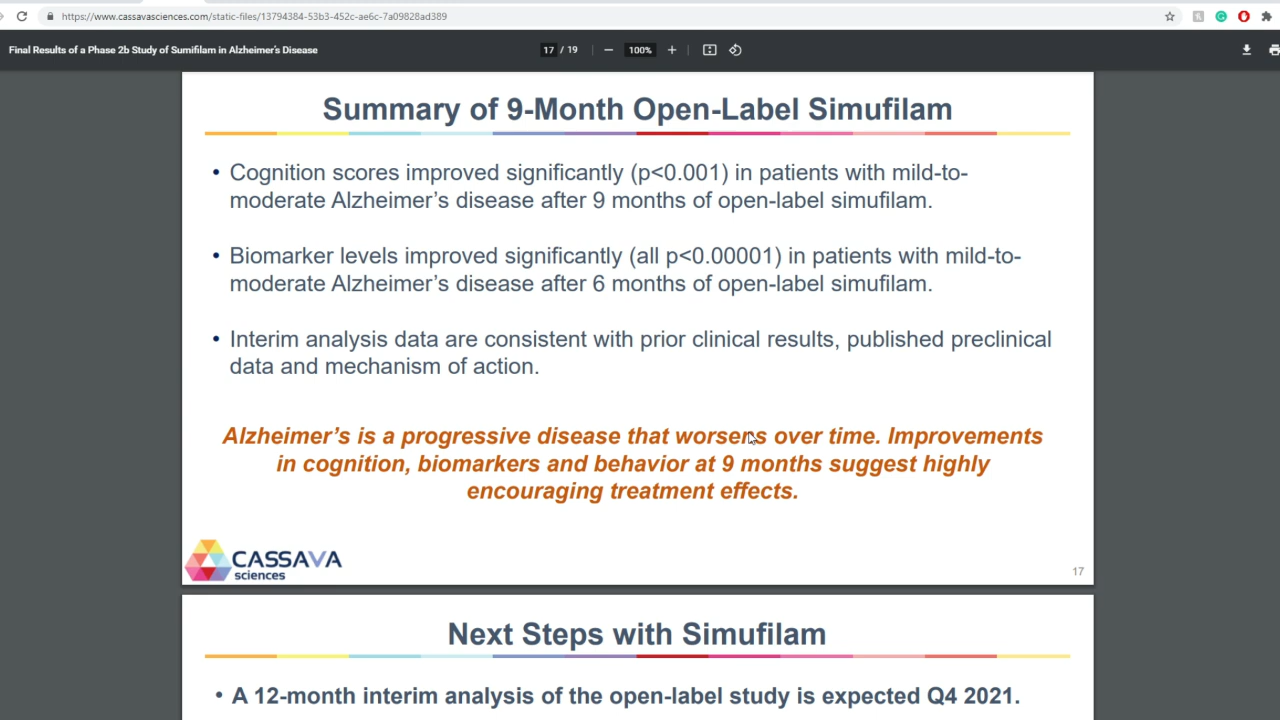 https://www.cassavasciences.com/static-files/13794384-53b3-452c-ae6c-7a09828ad389
Final Results of a Phase 2b Study of Sumifilam in Alzheimer's Disease
17 / 19
100%
Summary of 9-Month Open-Label Simufilam
• Cognition scores improved significantly (p<0.001) in patients with mild-to-
moderate Alzheimer's disease after 9 months of open-label simufilam.
• Biomarker levels improved significantly (all p<0.00001) in patients with mild-to-
moderate Alzheimer's disease after 6 months of open-label simufilam.
• Interim analysis data are consistent with prior clinical results, published preclinical
data and mechanism of action.
Alzheimer's is a progressive disease that worsens over time. Improvements
in cognition, biomarkers and behavior at 9 months suggest highly
encouraging treatment effects.
CASSAVA
sciences
17
Next Steps with Simufilam
• A 12-month interim analysis of the open-label study is expected Q4 2021.